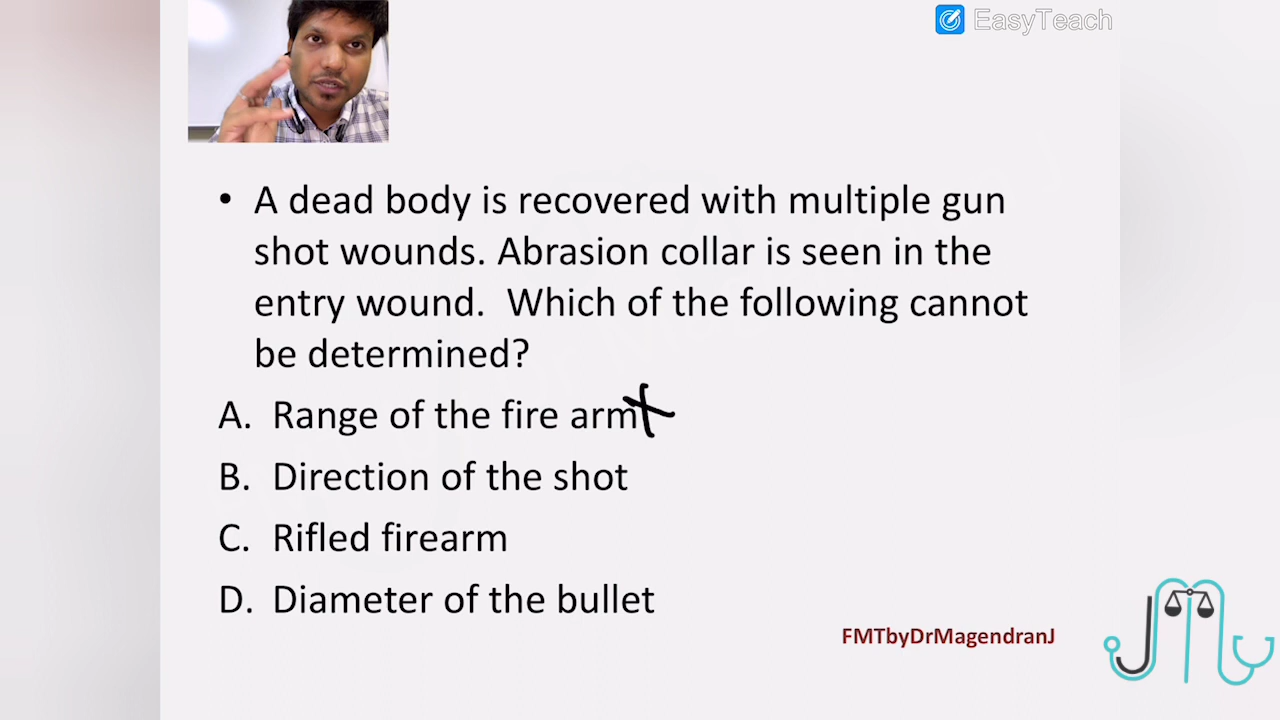 EasyTeach
• A dead body is recovered with multiple gun
shot wounds. Abrasion collar is seen in the
entry wound. Which of the following cannot
be determined?
A. Range of the fire arm
B. Direction of the shot
C. Rifled firearm
D. Diameter of the bullet
FMTbyDrMagendranJ